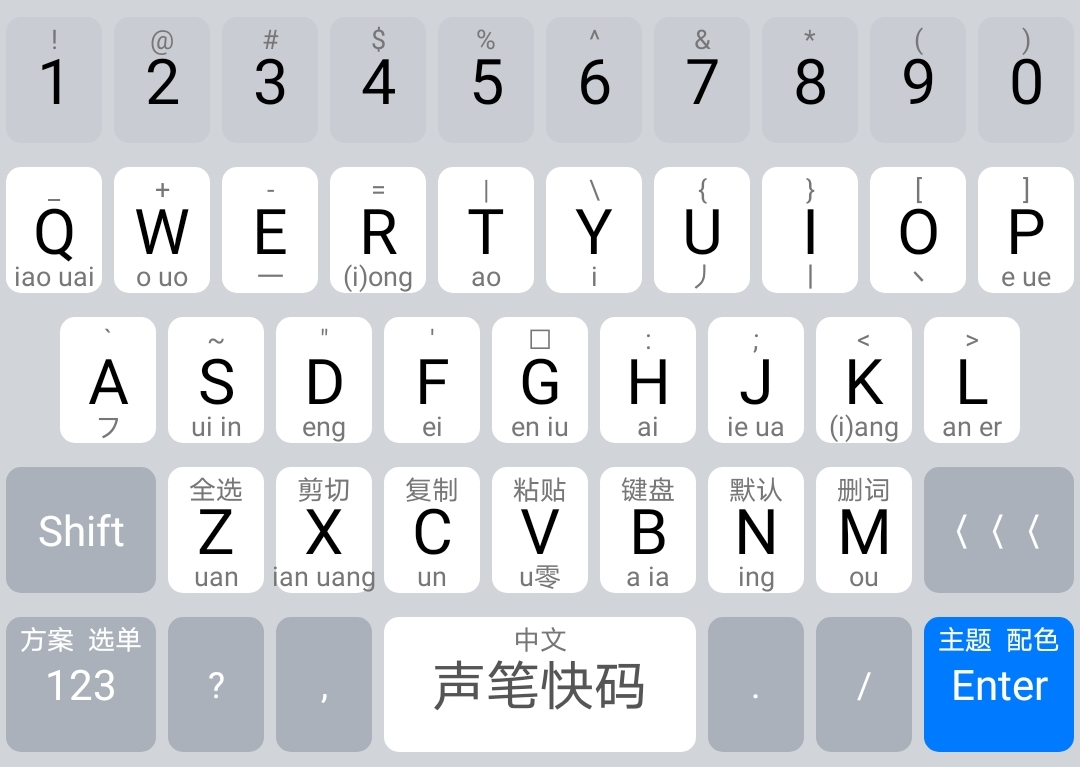 ! @ # $ % ^ & * ( )
1 2 3 4 5 6 7 8 9 0
_ + - = | \ { } [ ]
Q W E R T Y U I O P
iao uai o uo 一 (i)ong ao i 丿 丨 丶 e ue
` ~ " ' □ : ; < >
A S D F G H J K L
フ ui in eng ei en iu ai ie ua (i)ang an er
全选 剪切 复制 粘贴 键盘 默认 删词
Shift Z X C V B N M 〈〈〈
uan ian uang un u零 a ia ing ou
方案 选单 中文 主题 配色
123 ? , 声笔快码 . / Enter